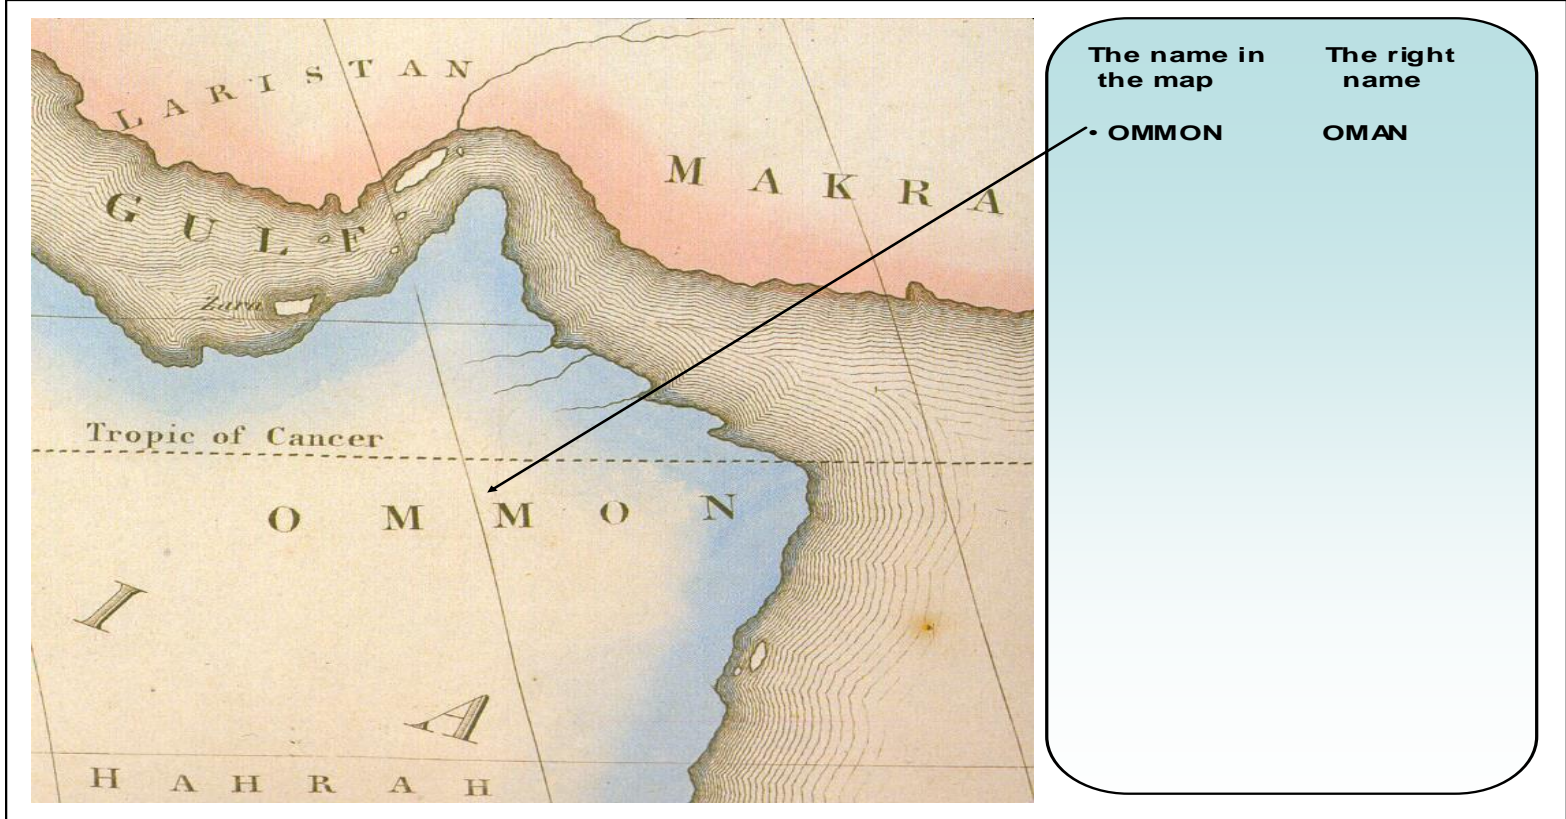 LARISTAN
MAKRA
GULF
Zara
Tropic of Cancer
OMMON
I
A
HAHRAH
The name in the map
The right name
• OMMON
OMAN